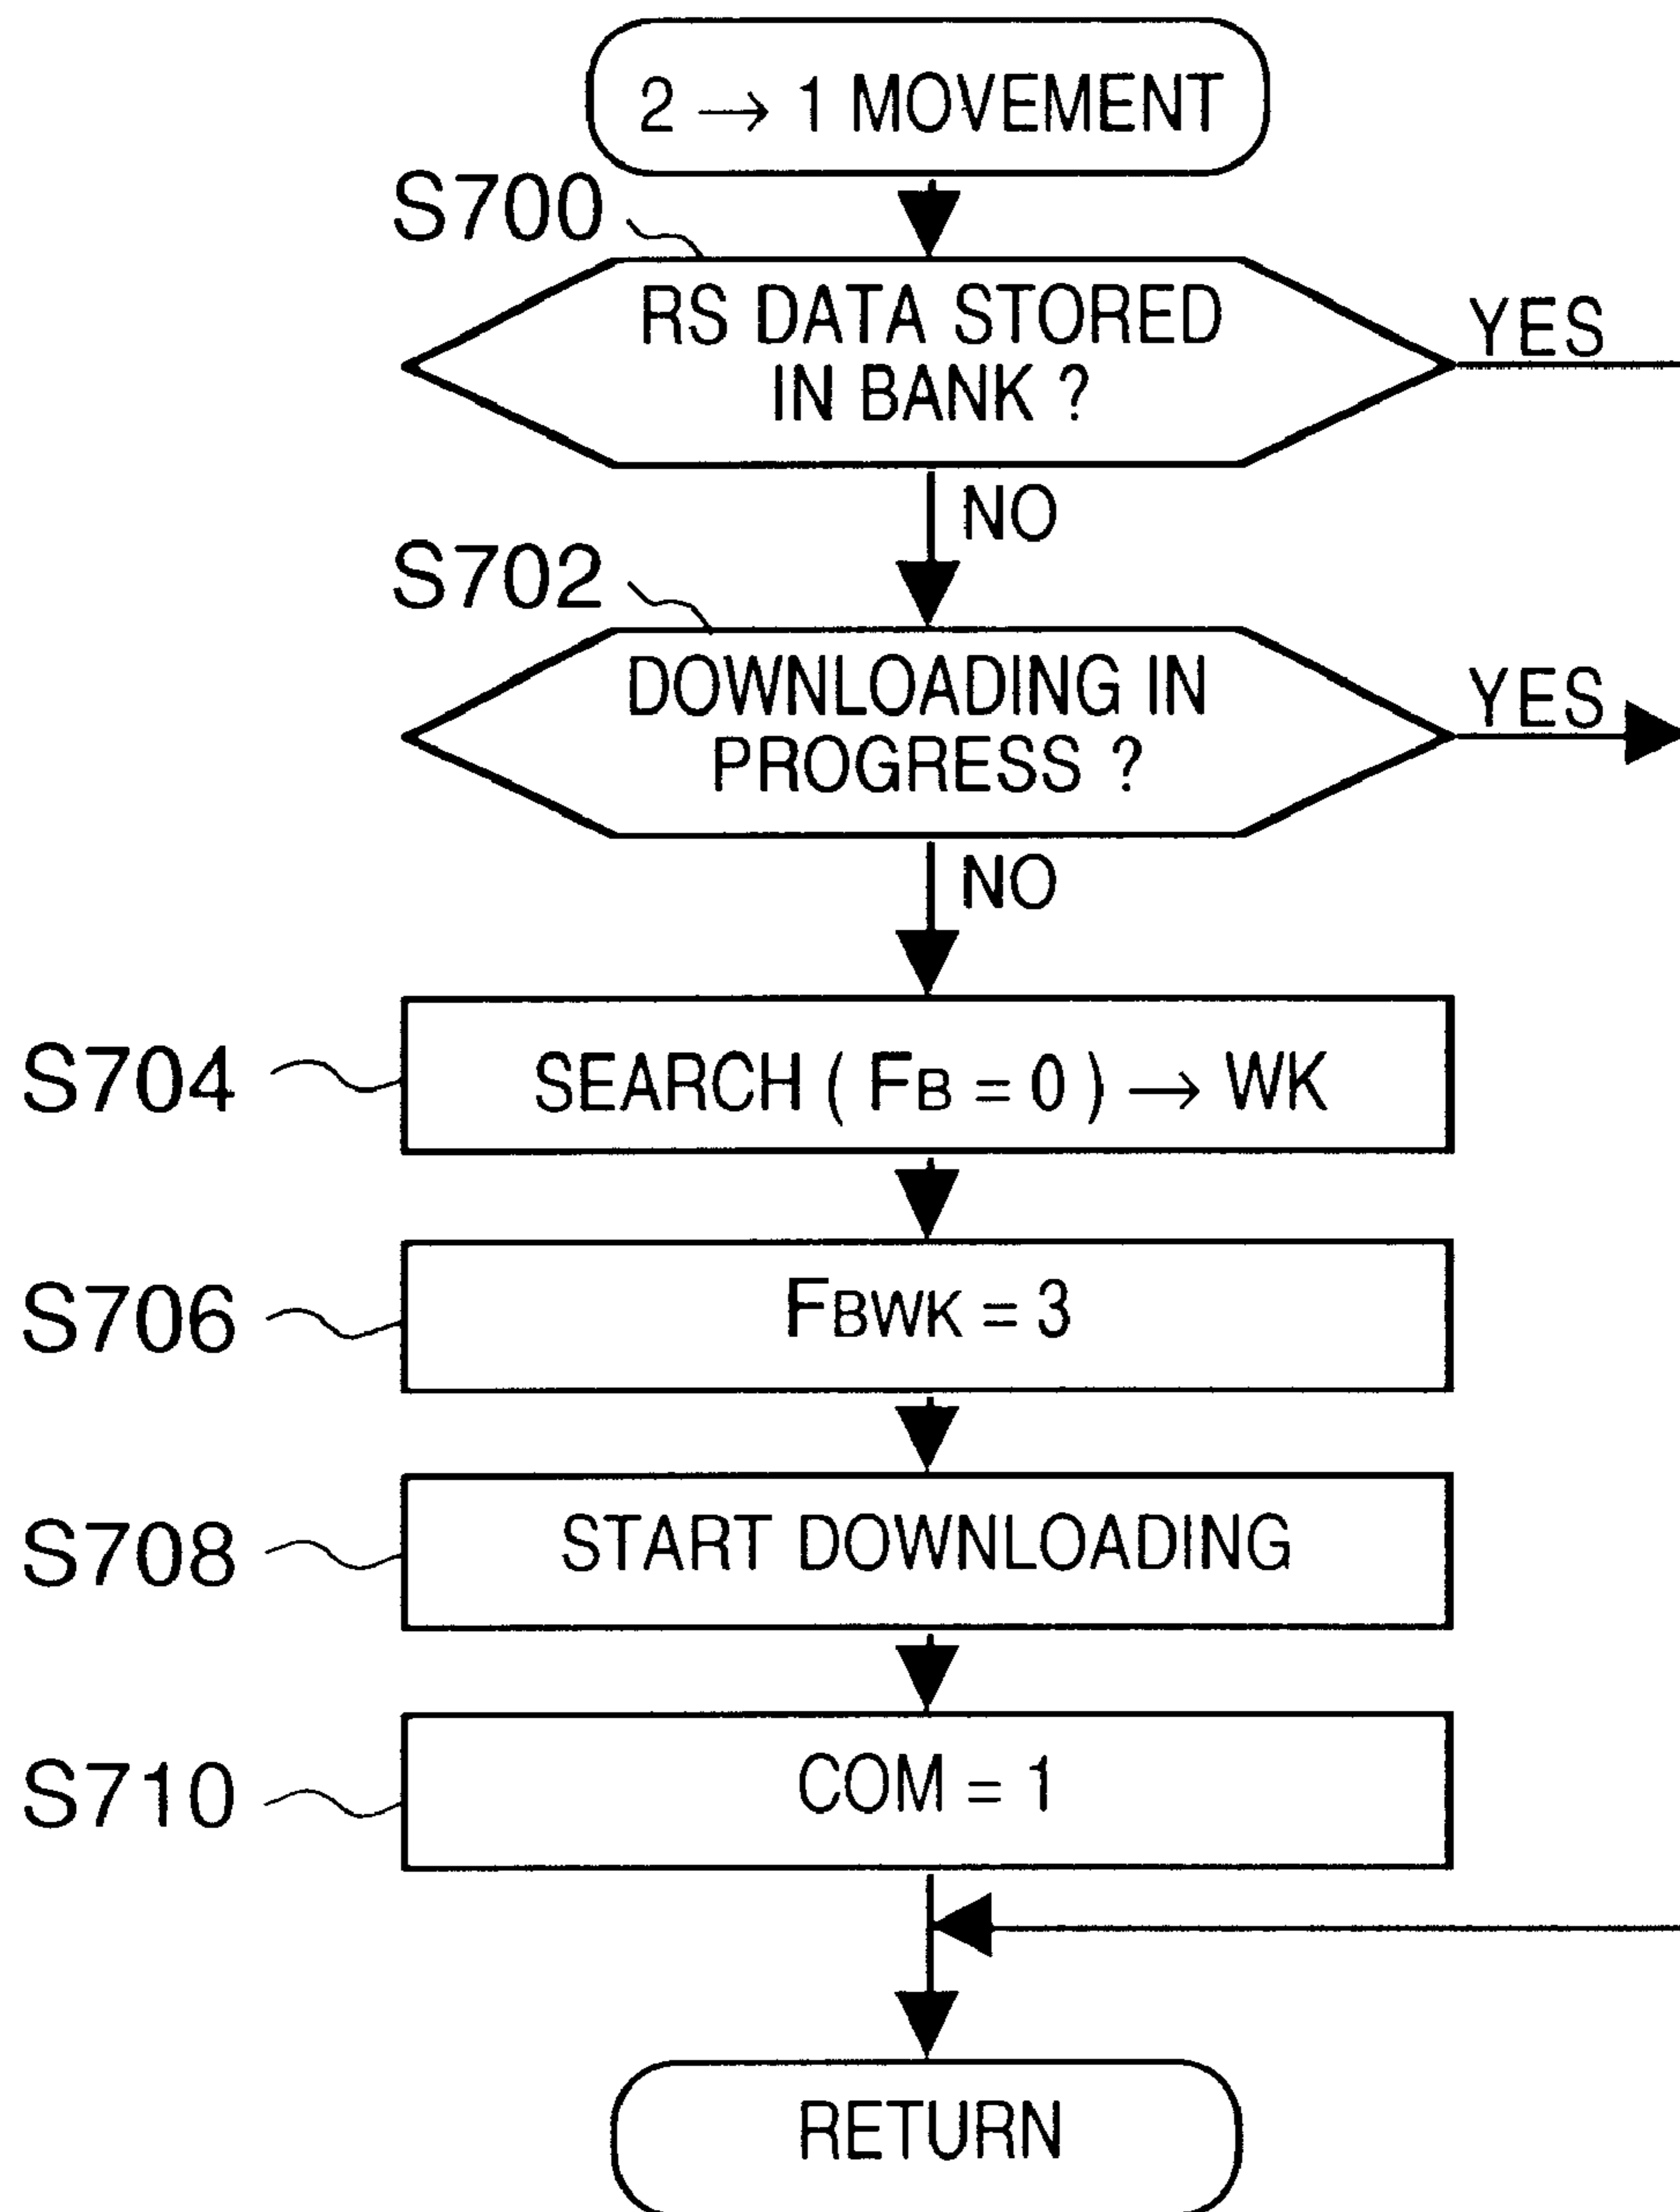 2 → 1 MOVEMENT
S700
RS DATA STORED
IN BANK ?
YES
NO
S702
DOWNLOADING IN
PROGRESS ?
YES
NO
S704
SEARCH ( FB = 0 ) → WK
S706
FBWK = 3
S708
START DOWNLOADING
S710
COM = 1
RETURN